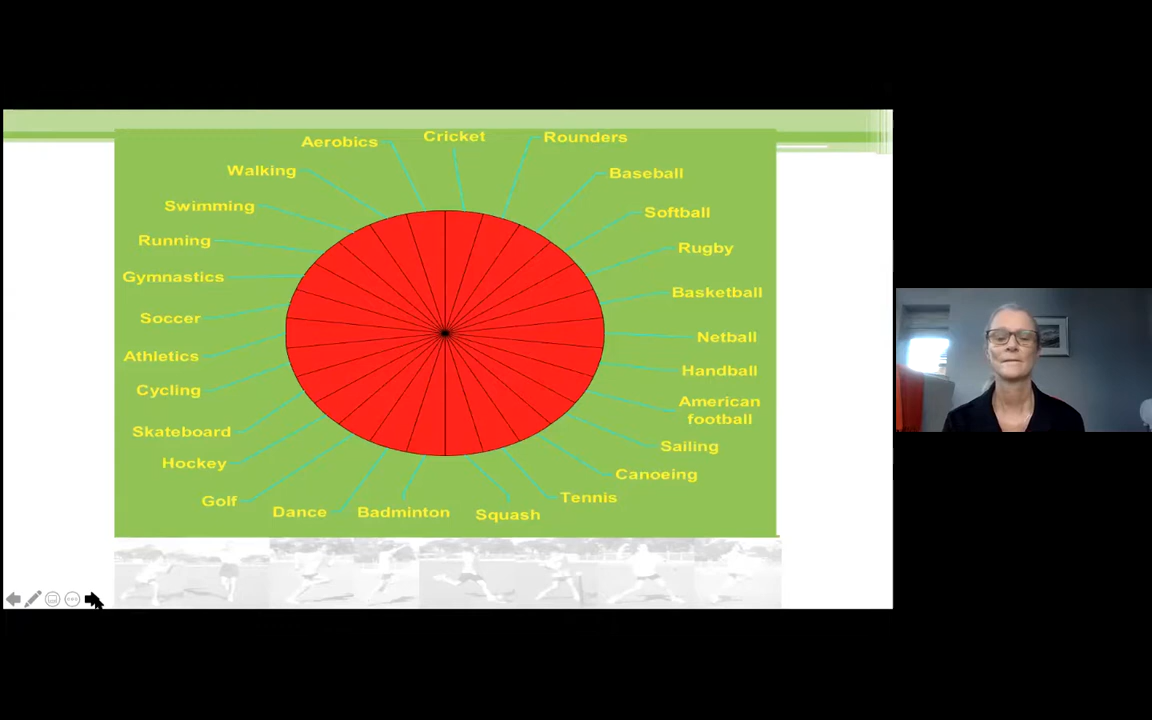 Cricket
Rounders
Aerobics
Baseball
Walking
Softball
Swimming
Rugby
Running
Basketball
Gymnastics
Netball
Soccer
Handball
Athletics
American
football
Cycling
Sailing
Skateboard
Canoeing
Hockey
Tennis
Golf
Squash
Dance
Badminton